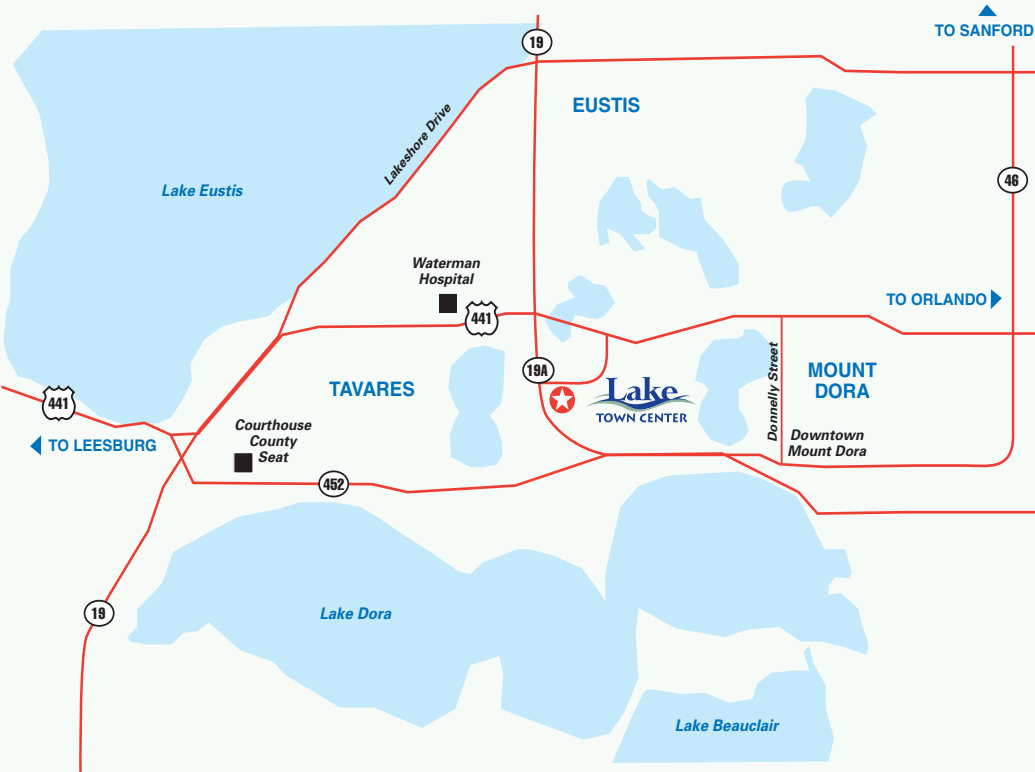 TO SANFORD
19
EUSTIS
Lakeshore Drive
Lake Eustis
46
Waterman
Hospital
TO ORLANDO
441
Donnelly Street
19A
MOUNT
DORA
TAVARES
Lake
TOWN CENTER
441
Courthouse
County
Seat
TO LEESBURG
Downtown
Mount Dora
452
19
Lake Dora
Lake Beauclair